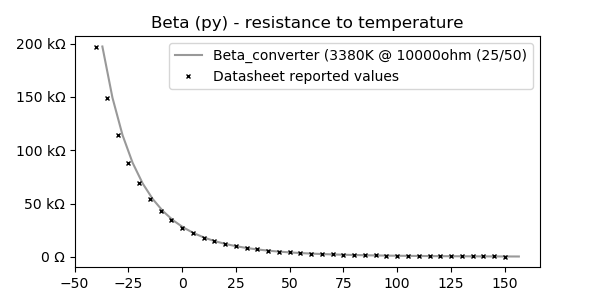 Beta (py) - resistance to temperature
200 kΩ
150 kΩ
100 kΩ
50 kΩ
0 Ω
Beta_converter (3380K @ 10000ohm (25/50)
Datasheet reported values
−50 −25 0 25 50 75 100 125 150